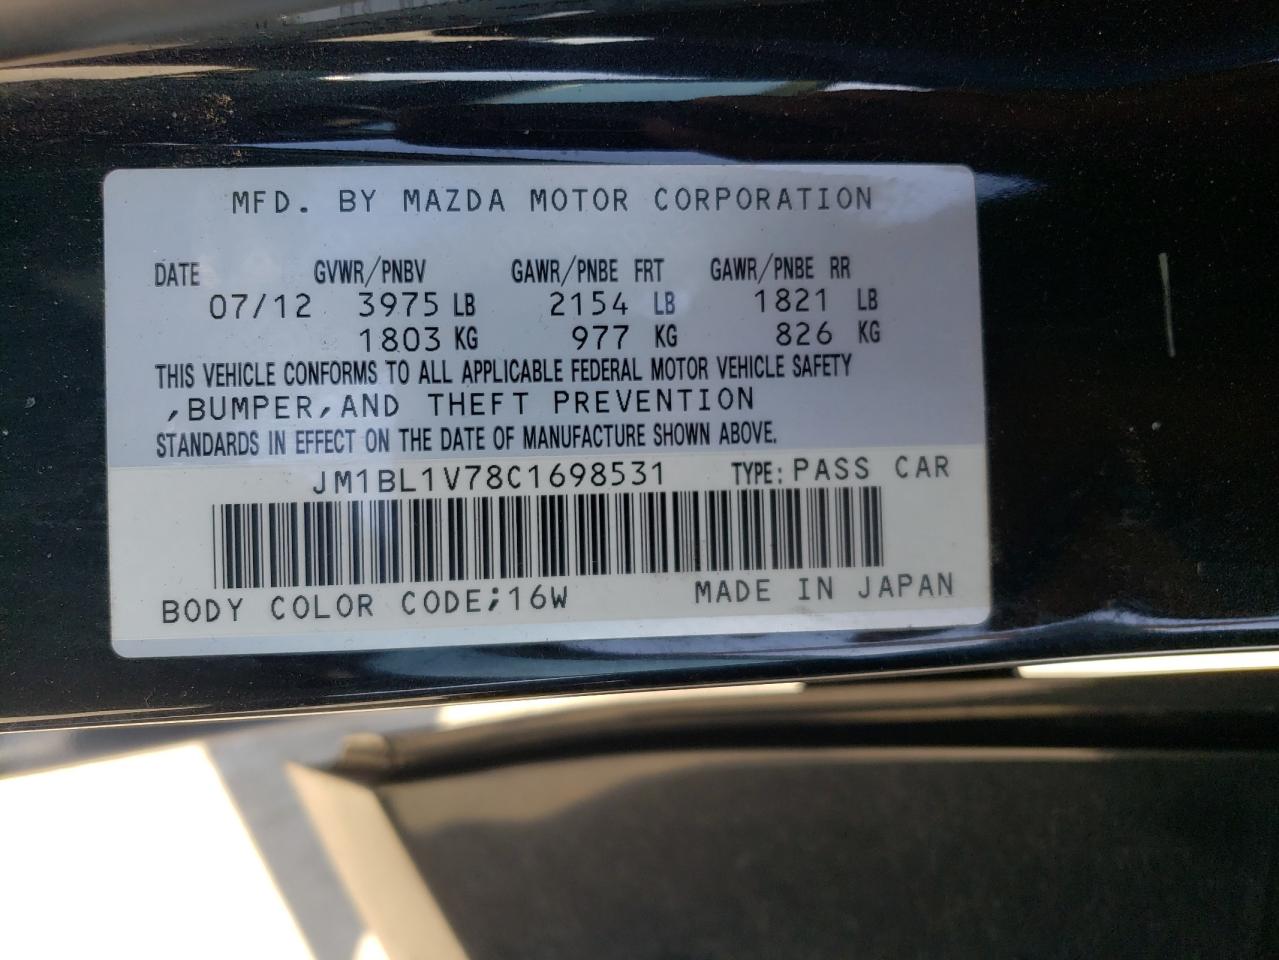 MFD. BY MAZDA MOTOR CORPORATION
DATE GVWR/PNBV GAWR/PNBE FRT GAWR/PNBE RR
07/12 3975 LB 2154 LB 1821 LB
1803 KG 977 KG 826 KG
THIS VEHICLE CONFORMS TO ALL APPLICABLE FEDERAL MOTOR VEHICLE SAFETY
,BUMPER,AND THEFT PREVENTION
STANDARDS IN EFFECT ON THE DATE OF MANUFACTURE SHOWN ABOVE.
JM1BL1V78C1698531 TYPE: PASS CAR
BODY COLOR CODE;16W MADE IN JAPAN